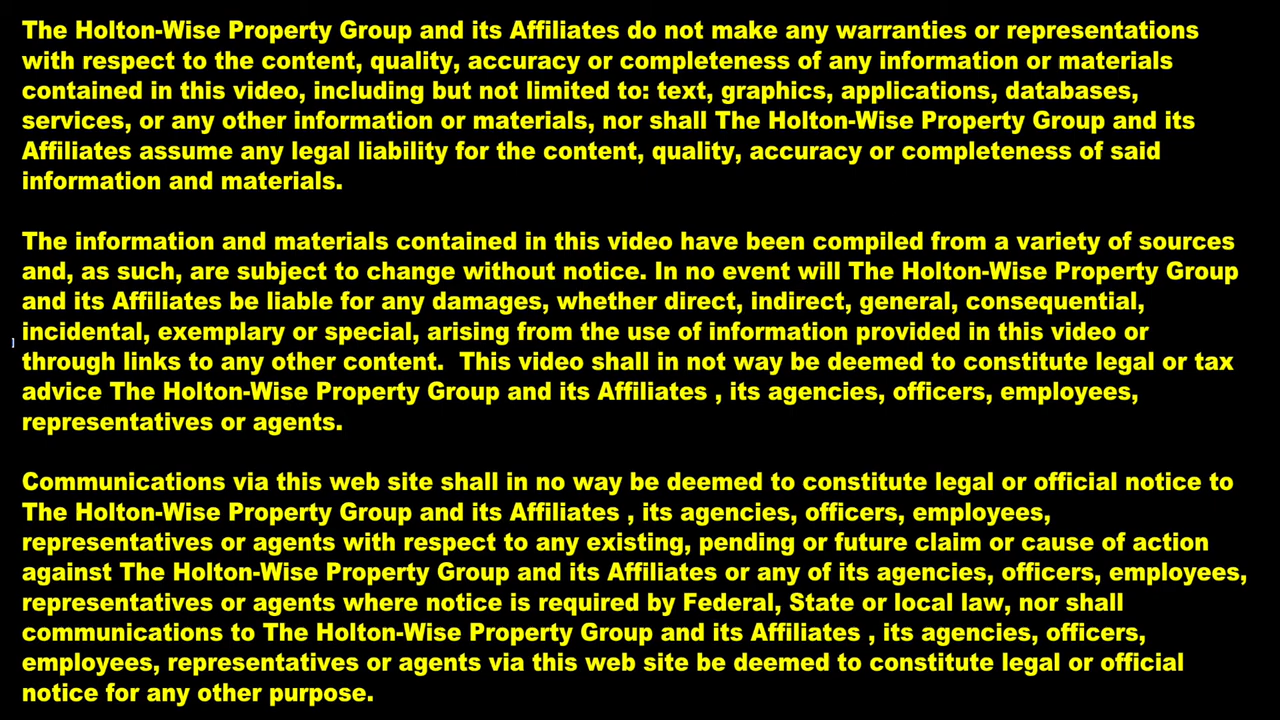 The Holton-Wise Property Group and its Affiliates do not make any warranties or representations
with respect to the content, quality, accuracy or completeness of any information or materials
contained in this video, including but not limited to: text, graphics, applications, databases,
services, or any other information or materials, nor shall The Holton-Wise Property Group and its
Affiliates assume any legal liability for the content, quality, accuracy or completeness of said
information and materials.
The information and materials contained in this video have been compiled from a variety of sources
and, as such, are subject to change without notice. In no event will The Holton-Wise Property Group
and its Affiliates be liable for any damages, whether direct, indirect, general, consequential,
incidental, exemplary or special, arising from the use of information provided in this video or
through links to any other content.  This video shall in not way be deemed to constitute legal or tax
advice The Holton-Wise Property Group and its Affiliates , its agencies, officers, employees,
representatives or agents.
Communications via this web site shall in no way be deemed to constitute legal or official notice to
The Holton-Wise Property Group and its Affiliates , its agencies, officers, employees,
representatives or agents with respect to any existing, pending or future claim or cause of action
against The Holton-Wise Property Group and its Affiliates or any of its agencies, officers, employees,
representatives or agents where notice is required by Federal, State or local law, nor shall
communications to The Holton-Wise Property Group and its Affiliates , its agencies, officers,
employees, representatives or agents via this web site be deemed to constitute legal or official
notice for any other purpose.